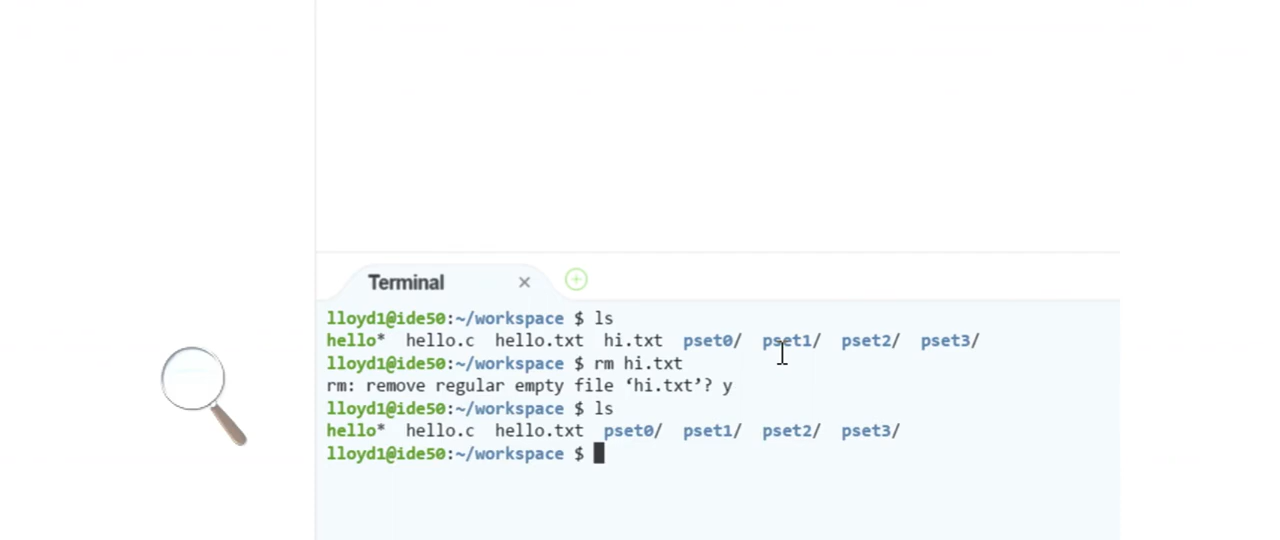 Terminal
lloyd1@ide50:~/workspace $ ls
hello* hello.c hello.txt hi.txt pset0/ pset1/ pset2/ pset3/
lloyd1@ide50:~/workspace $ rm hi.txt
rm: remove regular empty file ‘hi.txt’? y
lloyd1@ide50:~/workspace $ ls
hello* hello.c hello.txt pset0/ pset1/ pset2/ pset3/
lloyd1@ide50:~/workspace $